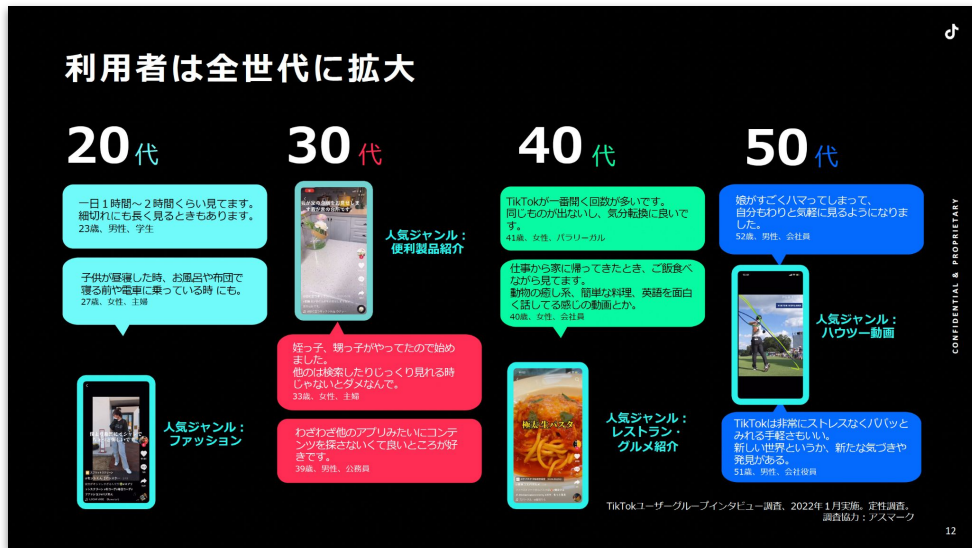 利用者は全世代に拡大
20代
一日１時間～２時間くらい見てます。
細切れにも長く見るときもあります。
23歳、男性、学生
子供が昼寝した時、お風呂や布団で
寝る前や電車に乗っている時 にも。
27歳、女性、主婦
人気ジャンル：
ファッション
30代
人気ジャンル：
便利製品紹介
姪っ子、甥っ子がやってたので始め
ました。
他のは検索したりじっくり見れる時
じゃないとダメなんで。
33歳、女性、主婦
わざわざ他のアプリみたいにコンテ
ンツを探さないくて良いところが好
きです。
39歳、男性、公務員
40代
TikTokが一番開く回数が多いです。
同じものが出ないし、気分転換に良いで
す。
41歳、女性、パラリーガル
仕事から家に帰ってきたとき、ご飯食べ
ながら見てます。
動物の癒し系、簡単な料理、英語を面白
く話してる感じの動画とか。
40歳、女性、会社員
極太生パスタ
人気ジャンル：
レストラン・
グルメ紹介
50代
娘がすごくハマってしまって、
自分もわりと気軽に見るようになりま
した。
52歳、男性、会社員
人気ジャンル：
ハウツー動画
TikTokは非常にストレスなくパパッと
みれる手軽さもいい。
新しい世界というか、新たな気づきや
発見がある。
51歳、男性、会社役員
TikTokユーザーグループインタビュー調査、2022年１月実施。定性調査。
調査協力：アスマーク
CONFIDENTIAL & PROPRIETARY
12